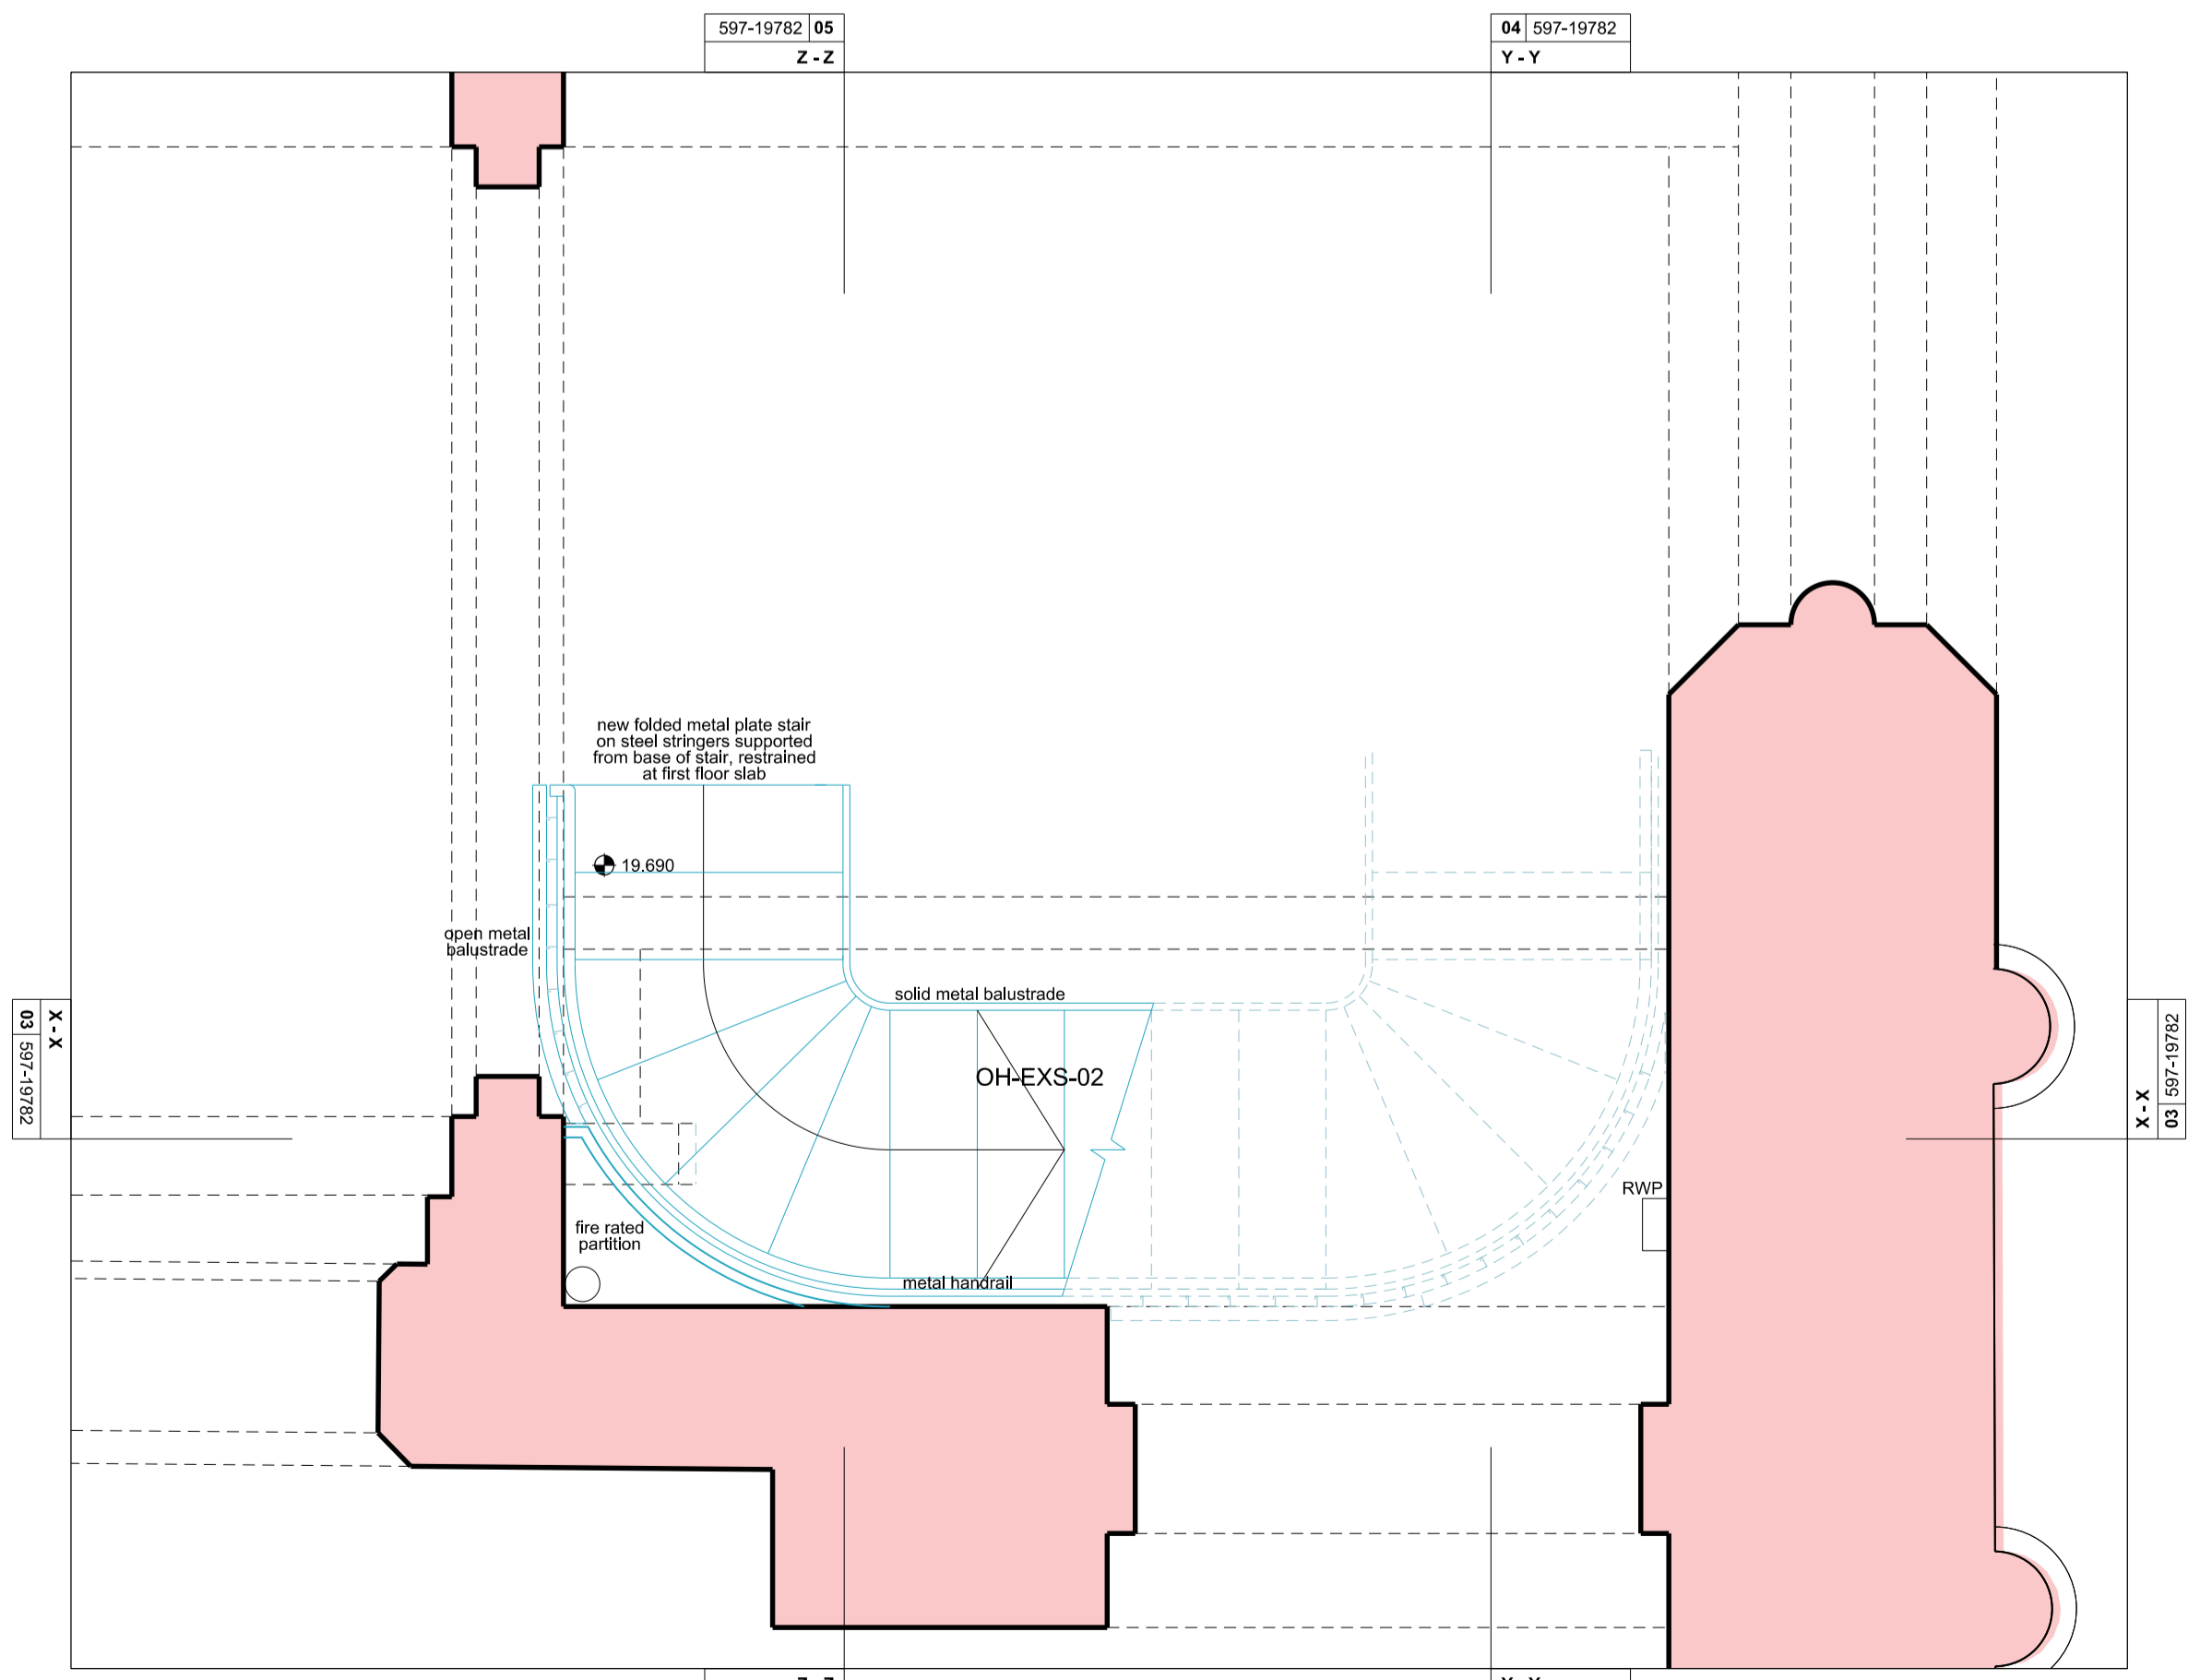 597-19782 05
Z - Z
04 597-19782
Y - Y
new folded metal plate stair
on steel stringers supported
from base of stair, restrained
at first floor slab
19.690
open metal
balustrade
solid metal balustrade
OH-EXS-02
X - X
03 597-19782
X - X
03 597-19782
RWP
fire rated
partition
metal handrail
Z - Z
Y - Y